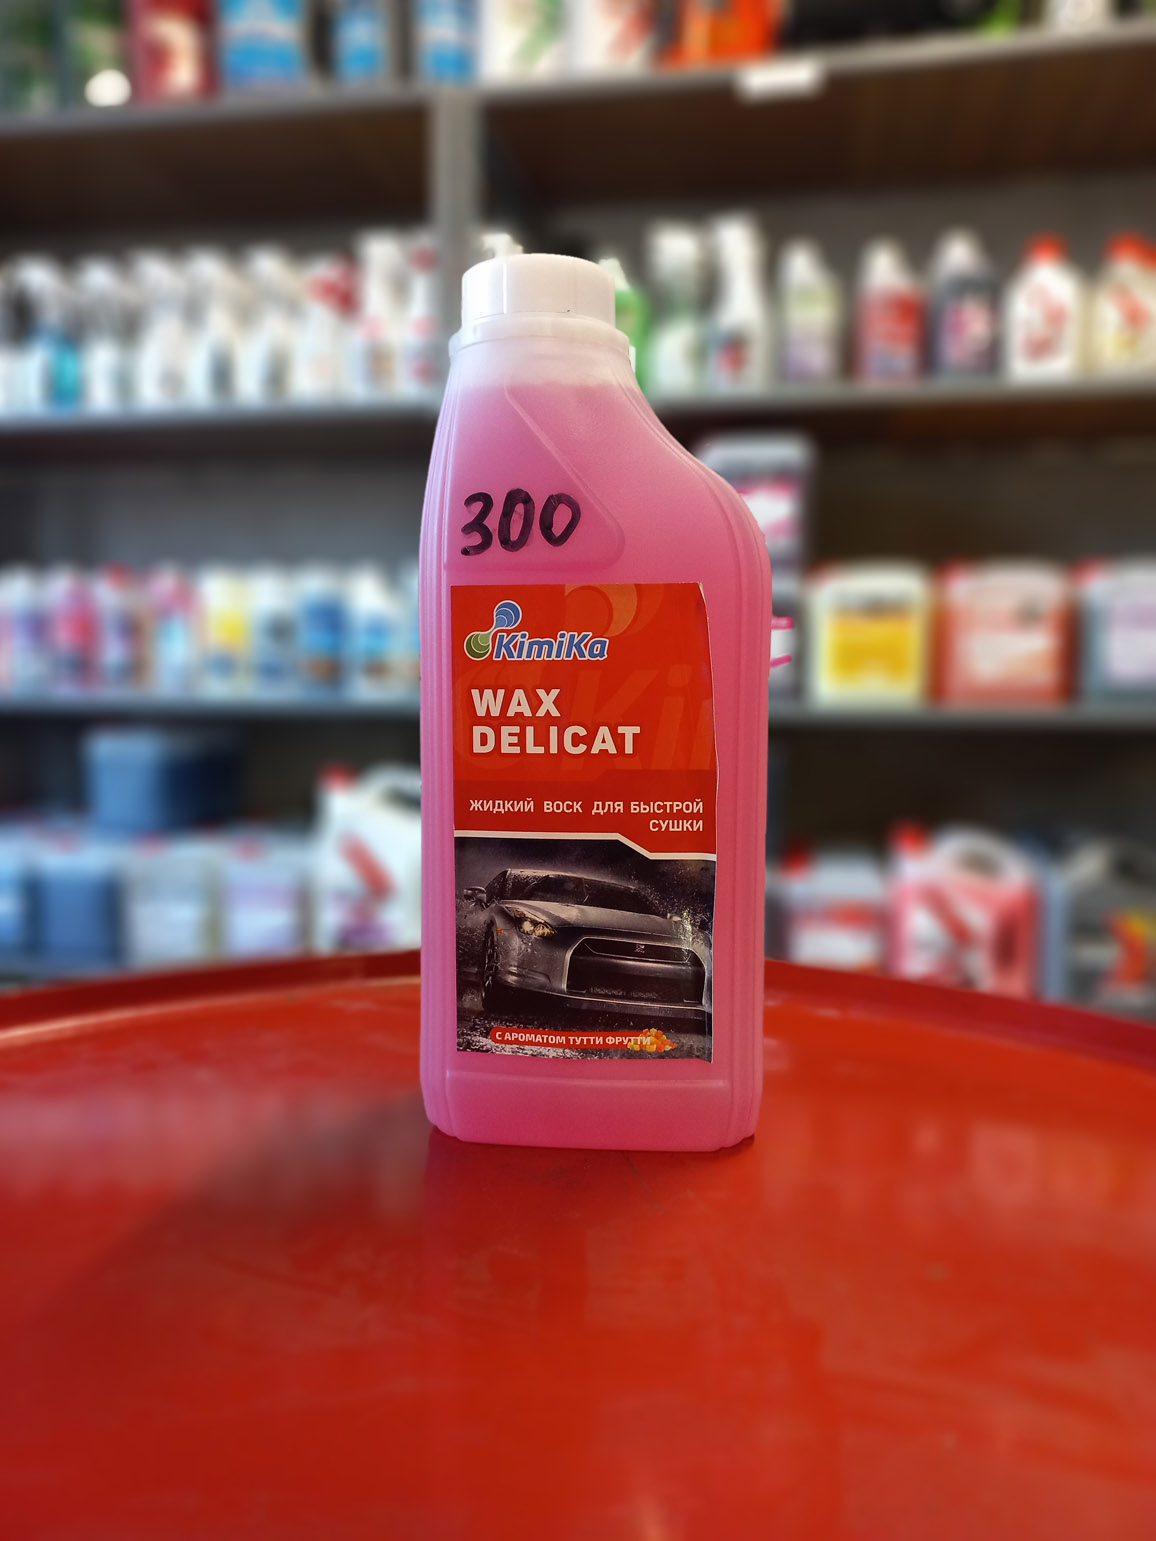 300
KimiKa
WAX
DELICAT
ЖИДКИЙ ВОСК ДЛЯ БЫСТРОЙ
СУШКИ
С АРОМАТОМ ТУТТИ ФРУТТИ